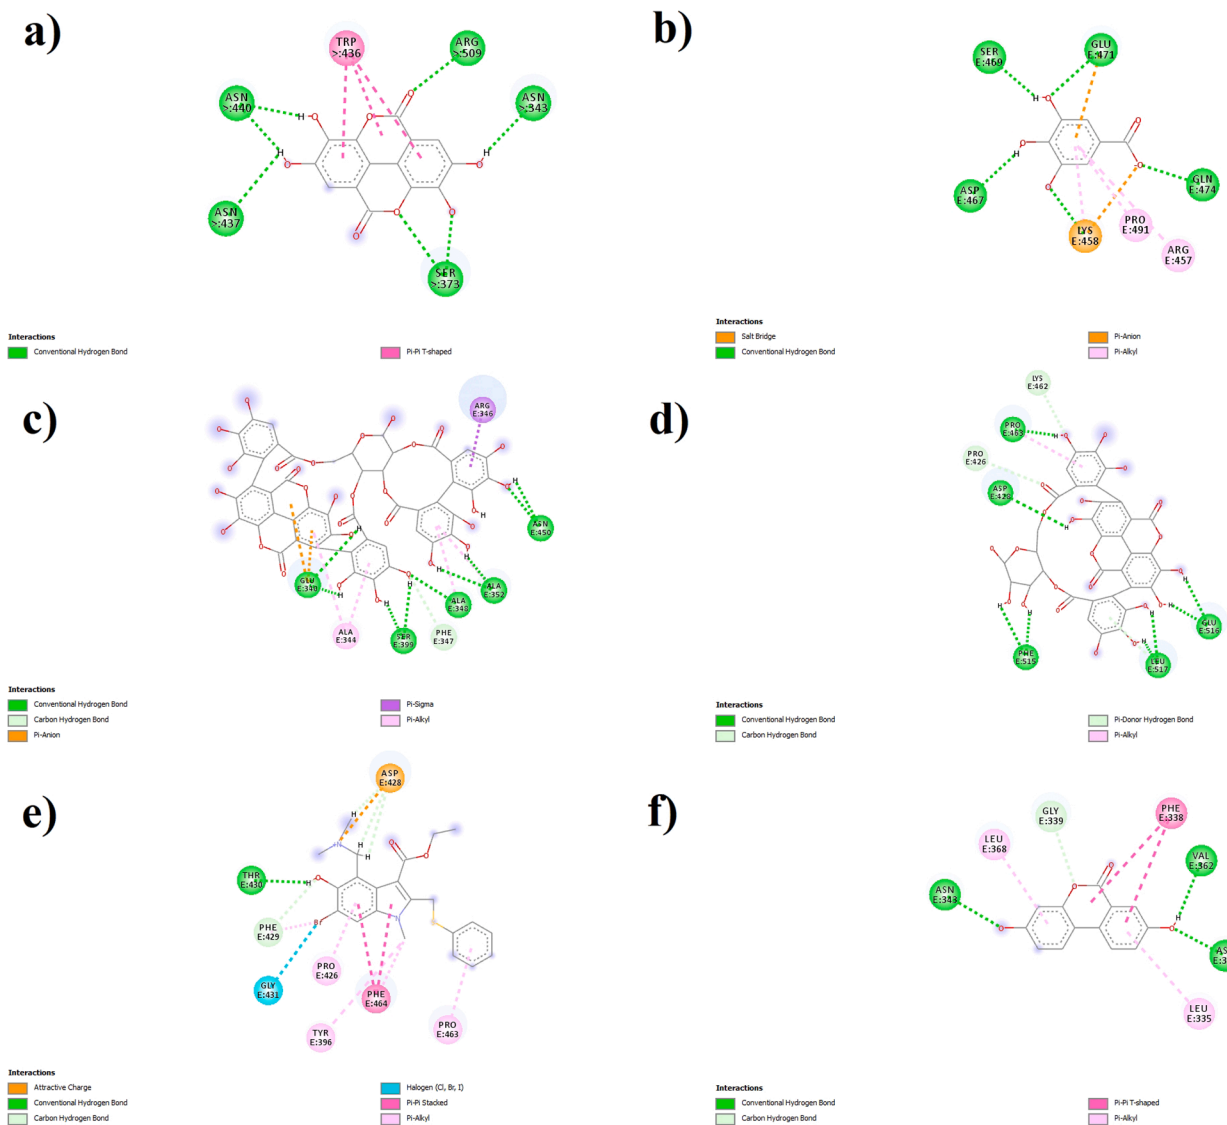 a)
TRP
>:436
ARG
>:509
ASN
>:440
ASN
>:343
ASN
>:437
SER
>:373
H
O
O
O
H
O
O
H
O
O
O
Interactions
Conventional Hydrogen Bond
Pi-Pi T-shaped
b)
SER
E:469
GLU
E:471
ASP
E:467
GLN
E:474
LYS
E:458
PRO
E:491
ARG
E:457
H
O
O
H
O
O
O
Interactions
Salt Bridge
Conventional Hydrogen Bond
Pi-Anion
Pi-Alkyl
c)
ARG
E:346
ASN
E:450
GLU
E:340
ALA
E:352
ALA
E:348
ALA
E:344
SER
E:399
PHE
E:347
Interactions
Conventional Hydrogen Bond
Carbon Hydrogen Bond
Pi-Anion
Pi-Sigma
Pi-Alkyl
d)
LYS
E:462
PRO
E:463
PRO
E:426
ASP
E:428
GLU
E:516
PHE
E:515
LEU
E:517
Interactions
Conventional Hydrogen Bond
Carbon Hydrogen Bond
Pi-Donor Hydrogen Bond
Pi-Alkyl
e)
ASP
E:428
THR
E:430
PHE
E:429
PRO
E:426
GLY
E:431
PHE
E:464
TYR
E:396
PRO
E:463
H
N
H
H
O
O
H
O
Br
N
S
Interactions
Attractive Charge
Conventional Hydrogen Bond
Carbon Hydrogen Bond
Halogen (Cl, Br, I)
Pi-Pi Stacked
Pi-Alkyl
f)
GLY
E:339
PHE
E:338
LEU
E:368
VAL
E:362
ASN
E:343
LEU
E:335
O
O
H
O
O
Interactions
Conventional Hydrogen Bond
Carbon Hydrogen Bond
Pi-Pi T-shaped
Pi-Alkyl